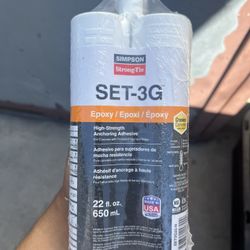 SIMPSON
Strong-Tie
SET-3G
Epoxy / Epoxi / Époxy
High-Strength
Anchoring Adhesive
Adhesivo para sujetadores de
mucha resistencia
Adhésif d'ancrage à haute
résistance
22 fl. oz.
650 mL
USA